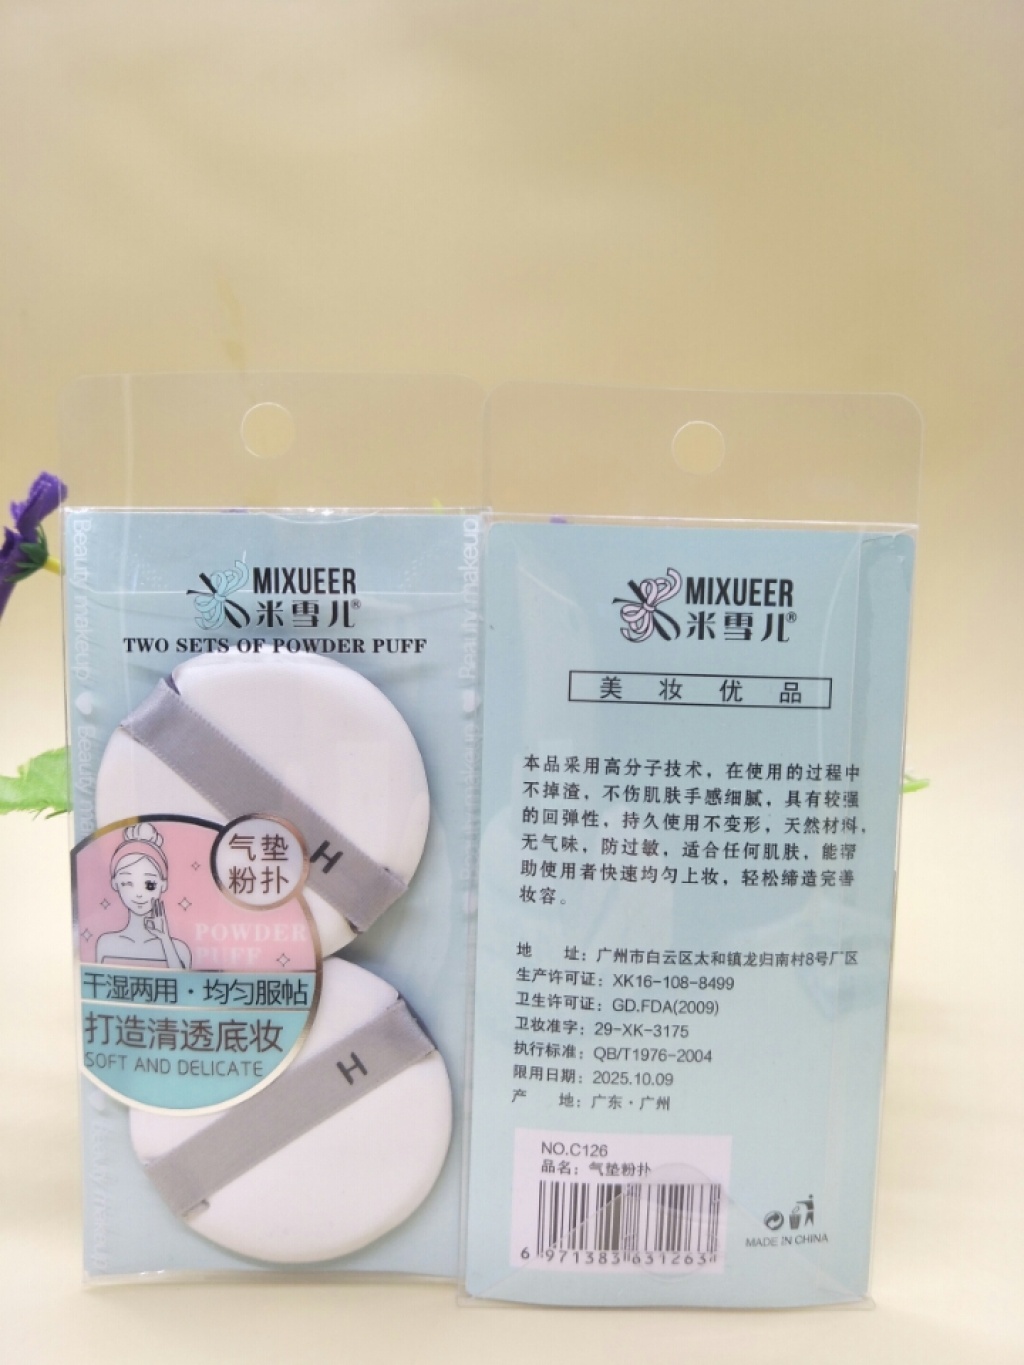 Beauty makeup
Beauty ma
Beauty makeup
MIXUEER
米雪儿®
TWO SETS OF POWDER PUFF
气垫
粉扑
H
POWDER
PUFF
干湿两用·均匀服帖
打造清透底妆
SOFT AND DELICATE
H
MIXUEER
米雪儿®
美妆优品
本品采用高分子技术，在使用的过程中
不掉渣，不伤肌肤手感细腻，具有较强
的回弹性，持久使用不变形，天然材料，
无气味，防过敏，适合任何肌肤，能帮
助使用者快速均匀上妆，轻松缔造完善
妆容。
地 址：广州市白云区太和镇龙归南村8号厂区
生产许可证：XK16-108-8499
卫生许可证：GD.FDA(2009)
卫妆准字：29-XK-3175
执行标准：QB/T1976-2004
限用日期：2025.10.09
产 地：广东·广州
NO.C126
品名：气垫粉扑
6 971383 631263
MADE IN CHINA